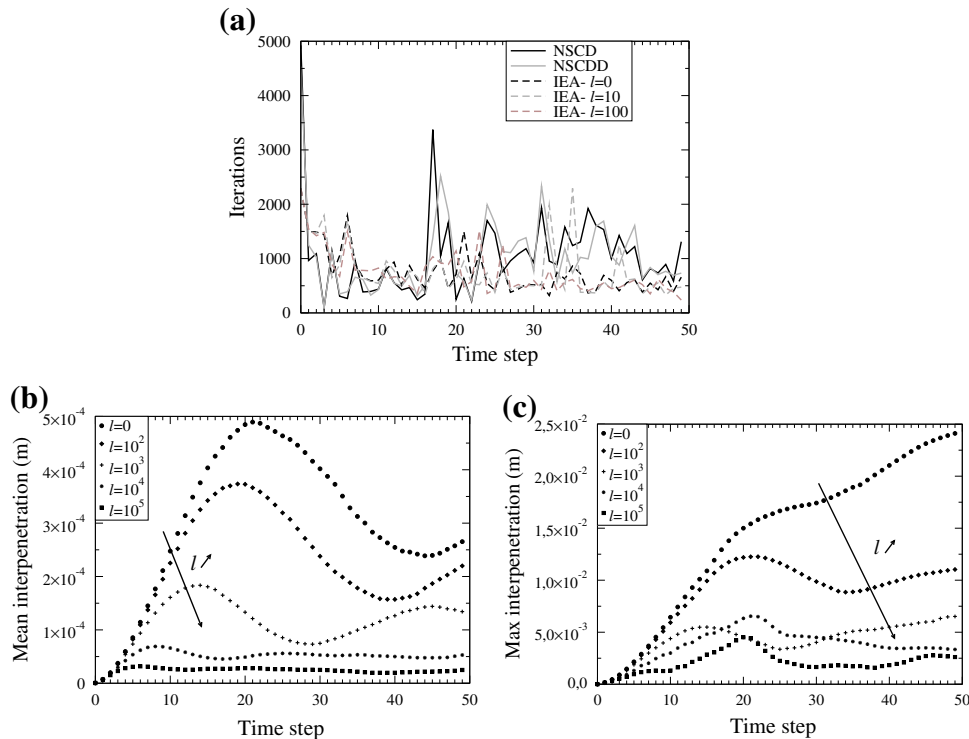 (a)
5000
4000
3000
2000
1000
0
Iterations
NSCD
NSCDD
IEA- l=0
IEA- l=10
IEA- l=100
0 10 20 30 40 50
Time step
(b)
5×10⁻⁴
4×10⁻⁴
3×10⁻⁴
2×10⁻⁴
1×10⁻⁴
0
Mean interpenetration (m)
l=0
l=10²
l=10³
l=10⁴
l=10⁵
l
0 10 20 30 40 50
Time step
(c)
2,5×10⁻²
2,0×10⁻²
1,5×10⁻²
1,0×10⁻²
5,0×10⁻³
0,0
Max interpenetration (m)
l=0
l=10²
l=10³
l=10⁴
l=10⁵
l
0 10 20 30 40 50
Time step